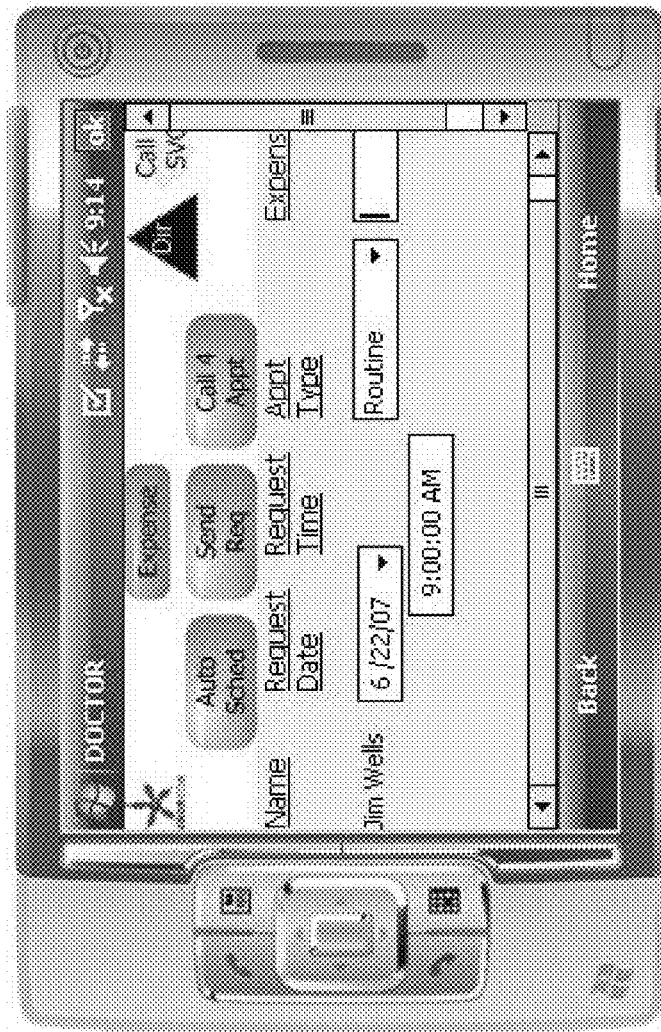 DOCTOR 9:14 ok
Expense
Call
SVC
Auto
Sched
Send
Req
Call 4
Appt
Dir
Name
Request
Date
Request
Time
Appt
Type
Expens
Jim Wells
6 /22/07
9:00:00 AM
Routine
Back
Home